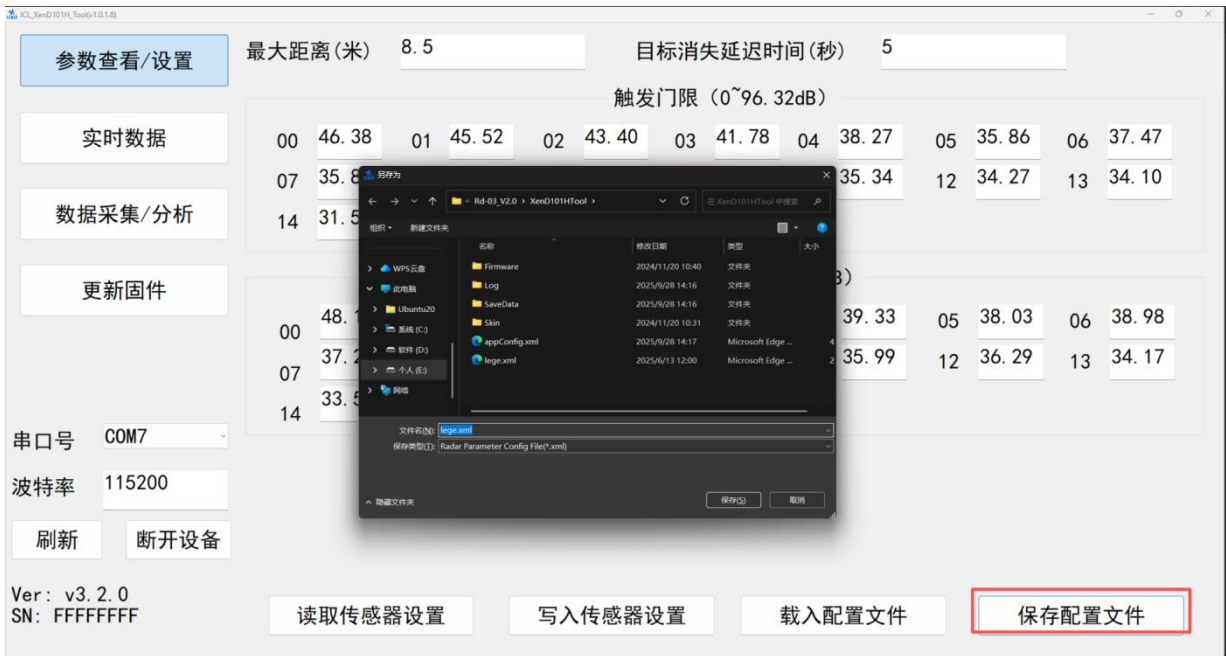 ICL_XenD101H_Tool(v1.0.1.8)
参数查看/设置
最大距离(米) 8.5 目标消失延迟时间(秒) 5
触发门限（0~96.32dB）
实时数据
00 46.38 01 45.52 02 43.40 03 41.78 04 38.27 05 35.86 06 37.47
07 35.8 35.34 12 34.27 13 34.10
14 31.5
数据采集/分析
更新固件
B）
00 48. 39.33 05 38.03 06 38.98
07 37.2 35.99 12 36.29 13 34.17
14 33.5
另存为
Rd-03_V2.0 › XenD101HTool ›
在 XenD101HTool 中搜索
组织 新建文件夹
名称 修改日期 类型 大小
WPS云盘
此电脑
Ubuntu20
系统 (C:)
软件 (D:)
个人 (E:)
网络
Firmware 2024/11/20 10:40 文件夹
Log 2025/9/28 14:16 文件夹
SaveData 2025/9/28 14:16 文件夹
Skin 2024/11/20 10:31 文件夹
appConfig.xml 2025/9/28 14:17 Microsoft Edge ... 4
lege.xml 2025/6/13 12:00 Microsoft Edge ... 2
文件名(N): lege.xml
保存类型(T): Radar Parameter Config File(*.xml)
隐藏文件夹 保存(S) 取消
串口号 COM7
波特率 115200
刷新 断开设备
Ver: v3.2.0
SN: FFFFFFFF
读取传感器设置 写入传感器设置 载入配置文件 保存配置文件